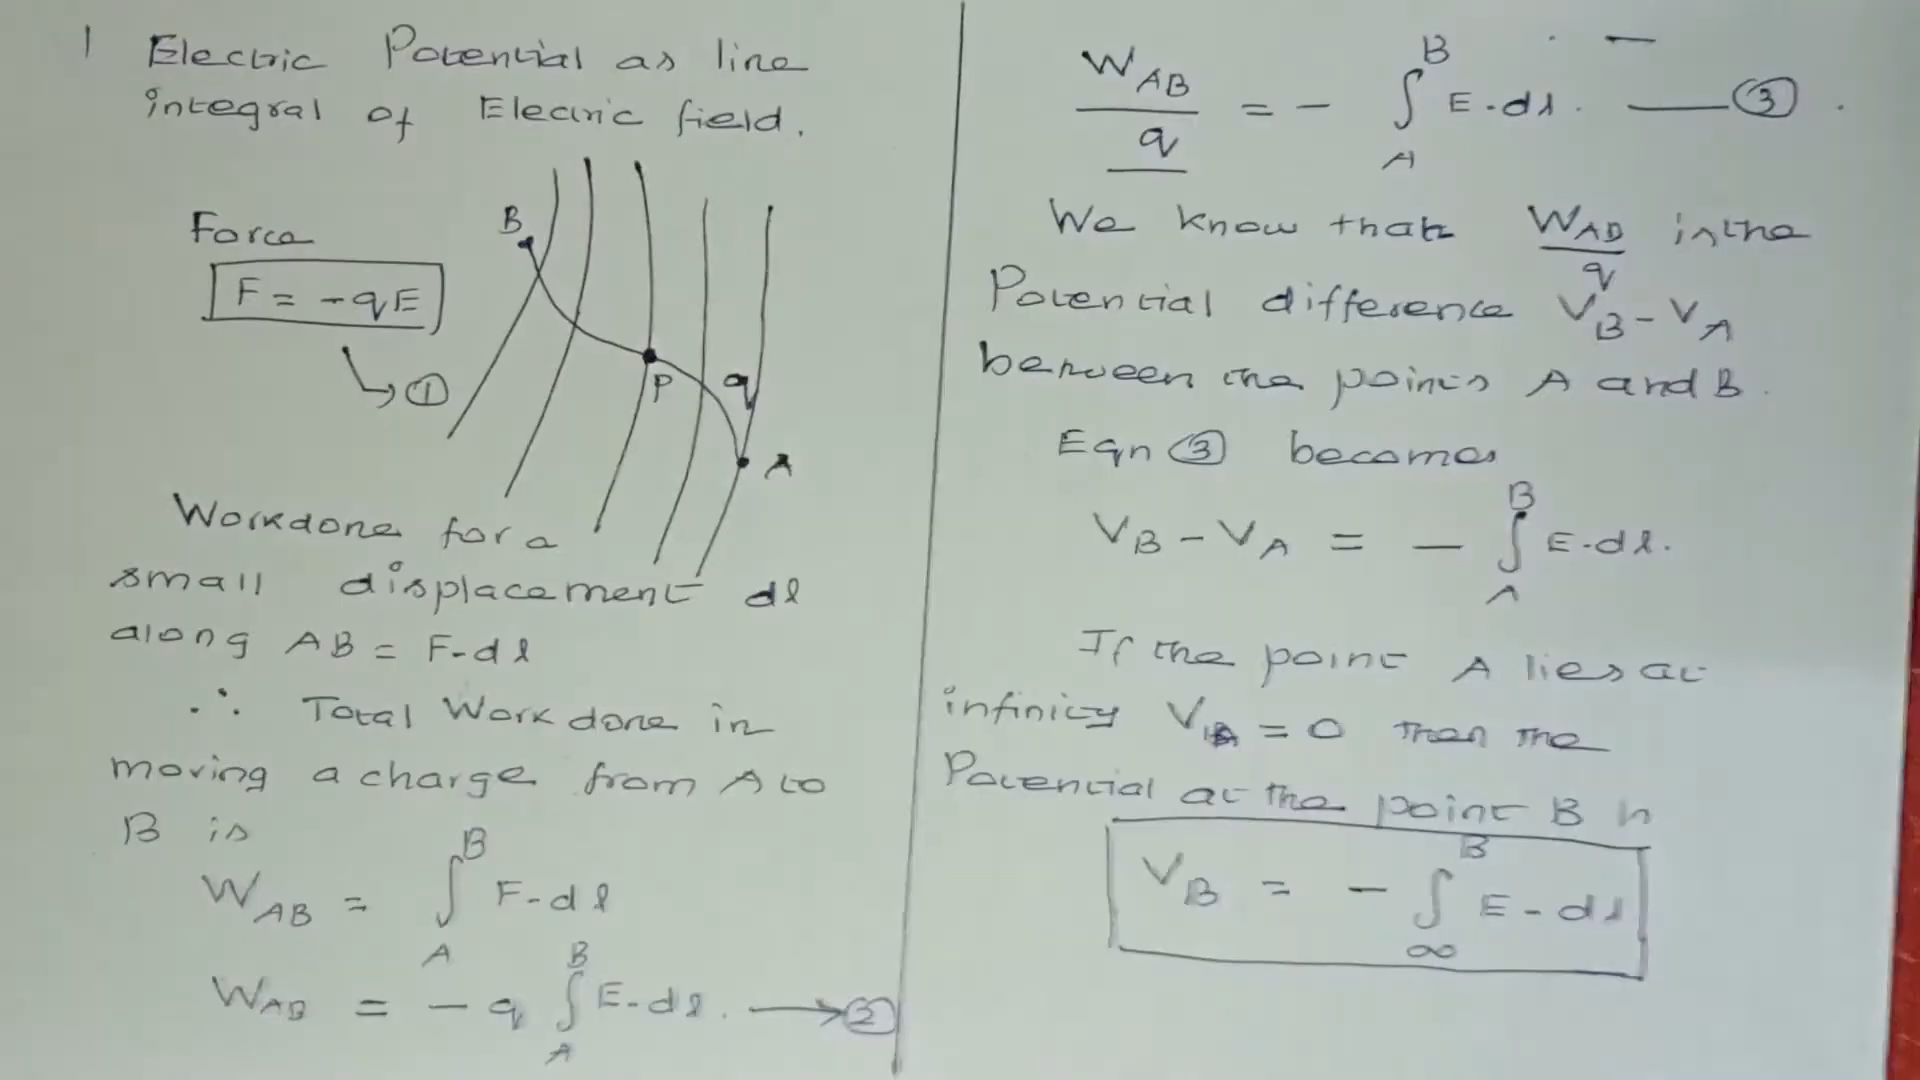 1 Electric Potential as line
integral of Electric field.
Force
F = -qE
→ ①
B
P
q
A
Workdone for a
small displacement dl
along AB = F-dl
∴ Total Workdone in
moving a charge from A to
B is
W_AB = ∫_A^B F-dl
W_AB = - q ∫_A^B E-dl. → ②
W_AB / q = - ∫_A^B E-dl. — ③.
We know that W_AB / q is the
Potential difference V_B - V_A
between the points A and B.
Eqn ③ becomes
V_B - V_A = - ∫_A^B E-dl.
If the point A lies at
infinity V_A = 0 then the
Potential at the point B is
V_B = - ∫_∞^B E-dl